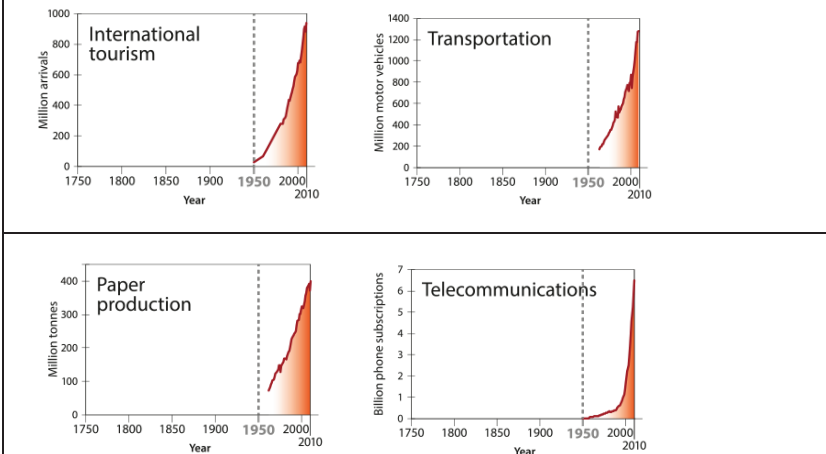 International
tourism
Million arrivals
1000
800
600
400
200
0
1750 1800 1850 1900 1950 2000
2010
Year
Transportation
Million motor vehicles
1400
1200
1000
800
600
400
200
0
1750 1800 1850 1900 1950 2000
2010
Year
Paper
production
Million tonnes
400
300
200
100
0
1750 1800 1850 1900 1950 2000
2010
Year
Telecommunications
Billion phone subscriptions
7
6
5
4
3
2
1
0
1750 1800 1850 1900 1950 2000
2010
Year